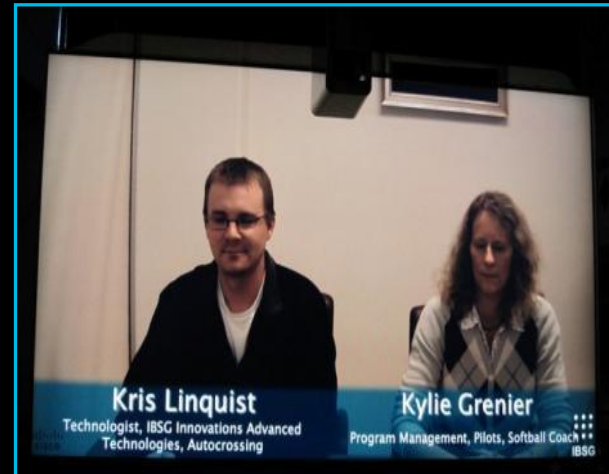 Kris Linquist
Technologist, IBSG Innovations Advanced
Technologies, Autocrossing
Kylie Grenier
Program Management, Pilots, Softball Coach
IBSG